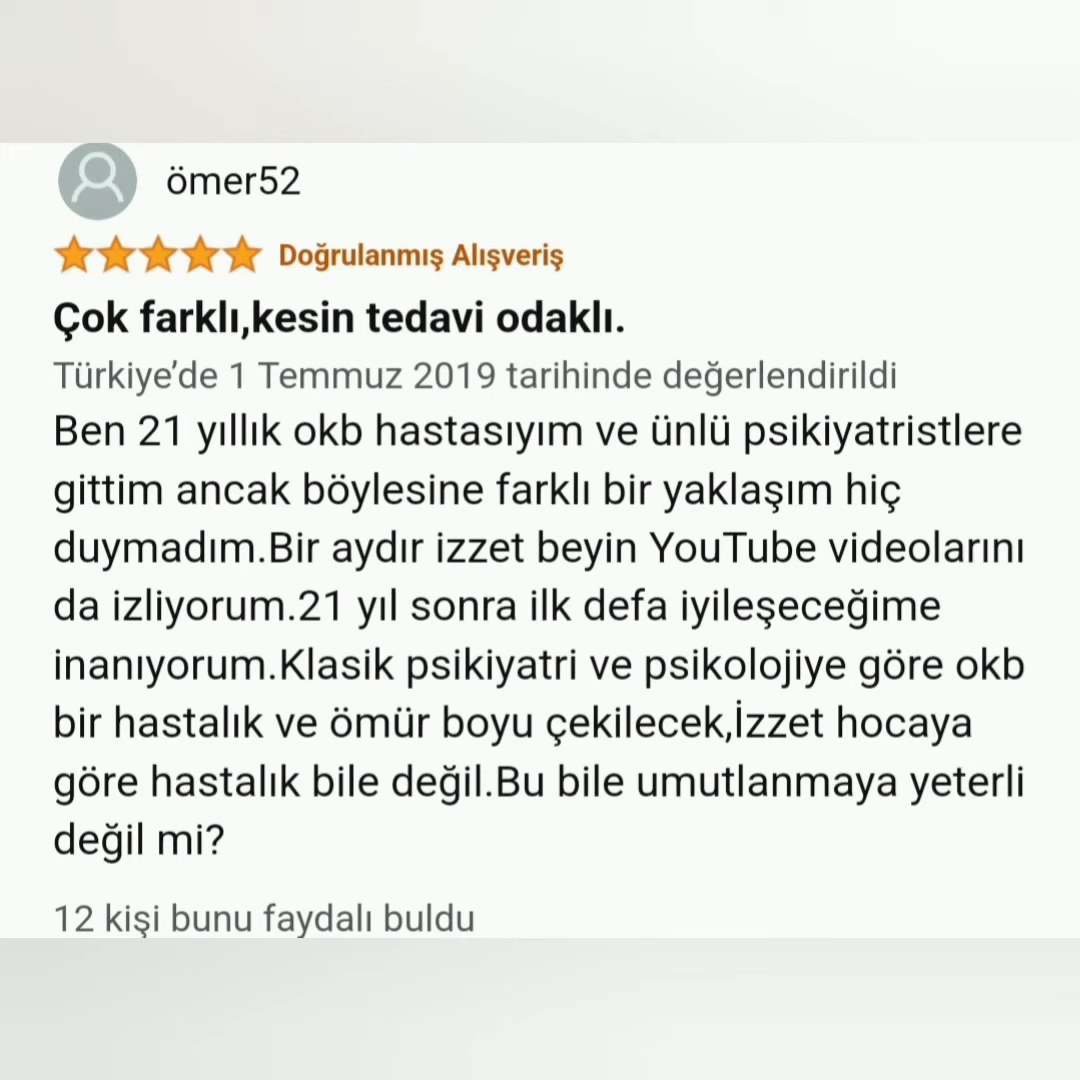 ömer52
Doğrulanmış Alışveriş
Çok farklı,kesin tedavi odaklı.
Türkiye’de 1 Temmuz 2019 tarihinde değerlendirildi
Ben 21 yıllık okb hastasıyım ve ünlü psikiyatristlere
gittim ancak böylesine farklı bir yaklaşım hiç
duymadım.Bir aydır izzet beyin YouTube videolarını
da izliyorum.21 yıl sonra ilk defa iyileşeceğime
inanıyorum.Klasik psikiyatri ve psikolojiye göre okb
bir hastalık ve ömür boyu çekilecek,İzzet hocaya
göre hastalık bile değil.Bu bile umutlanmaya yeterli
değil mi?
12 kişi bunu faydalı buldu